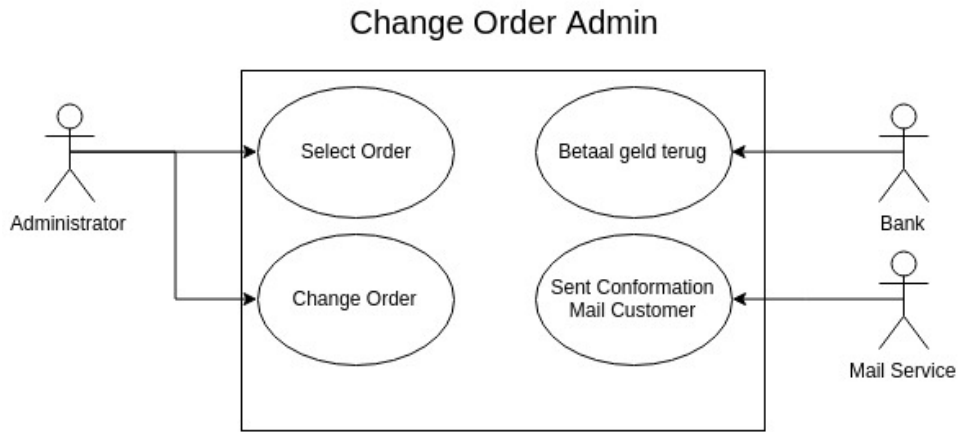 Change Order Admin
Select Order
Betaal geld terug
Administrator
Bank
Change Order
Sent Conformation
Mail Customer
Mail Service